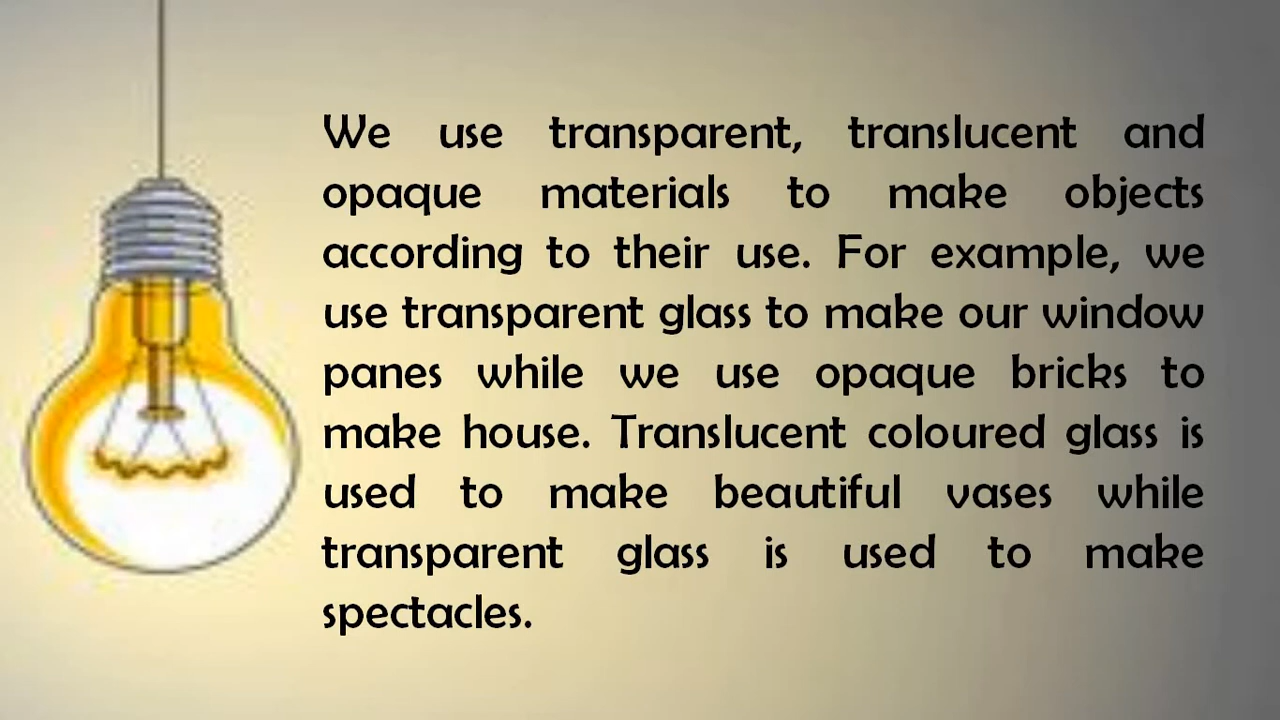 We use transparent, translucent and
opaque materials to make objects
according to their use. For example, we
use transparent glass to make our window
panes while we use opaque bricks to
make house. Translucent coloured glass is
used to make beautiful vases while
transparent glass is used to make
spectacles.